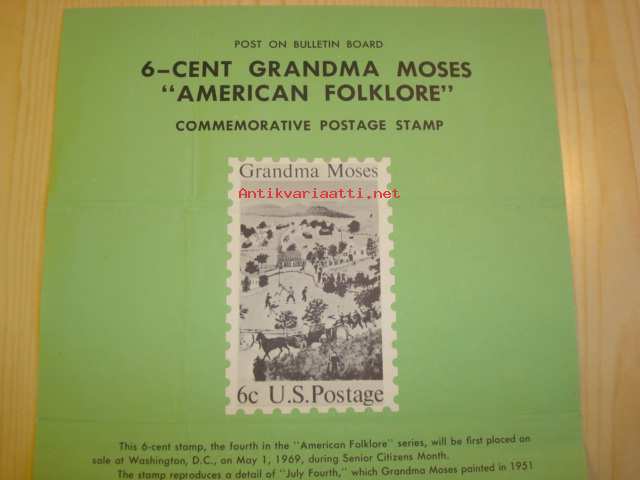 POST ON BULLETIN BOARD
6-CENT GRANDMA MOSES
"AMERICAN FOLKLORE"
COMMEMORATIVE POSTAGE STAMP
Grandma Moses
Antikvariaatti.net
6c U.S.Postage
This 6-cent stamp, the fourth in the "American Folklore" series, will be first placed on
sale at Washington, D.C., on May 1, 1969, during Senior Citizens Month.
The stamp reproduces a detail of "July Fourth," which Grandma Moses painted in 1951